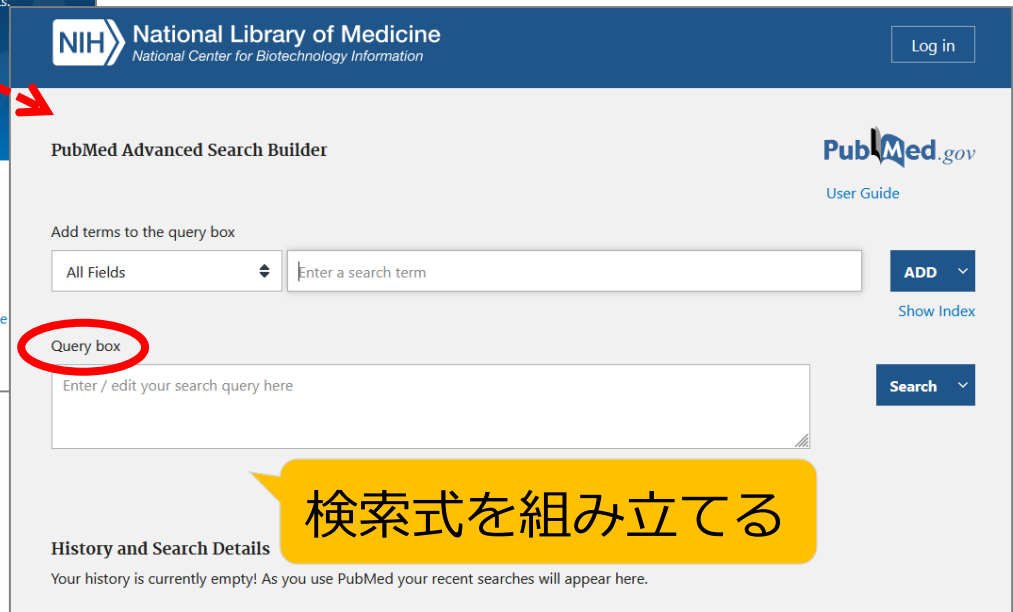 s.
NIH National Library of Medicine
National Center for Biotechnology Information
Log in
PubMed Advanced Search Builder
PubMed.gov
User Guide
Add terms to the query box
All Fields
Enter a search term
ADD
Show Index
e
Query box
Enter / edit your search query here
Search
検索式を組み立てる
History and Search Details
Your history is currently empty! As you use PubMed your recent searches will appear here.